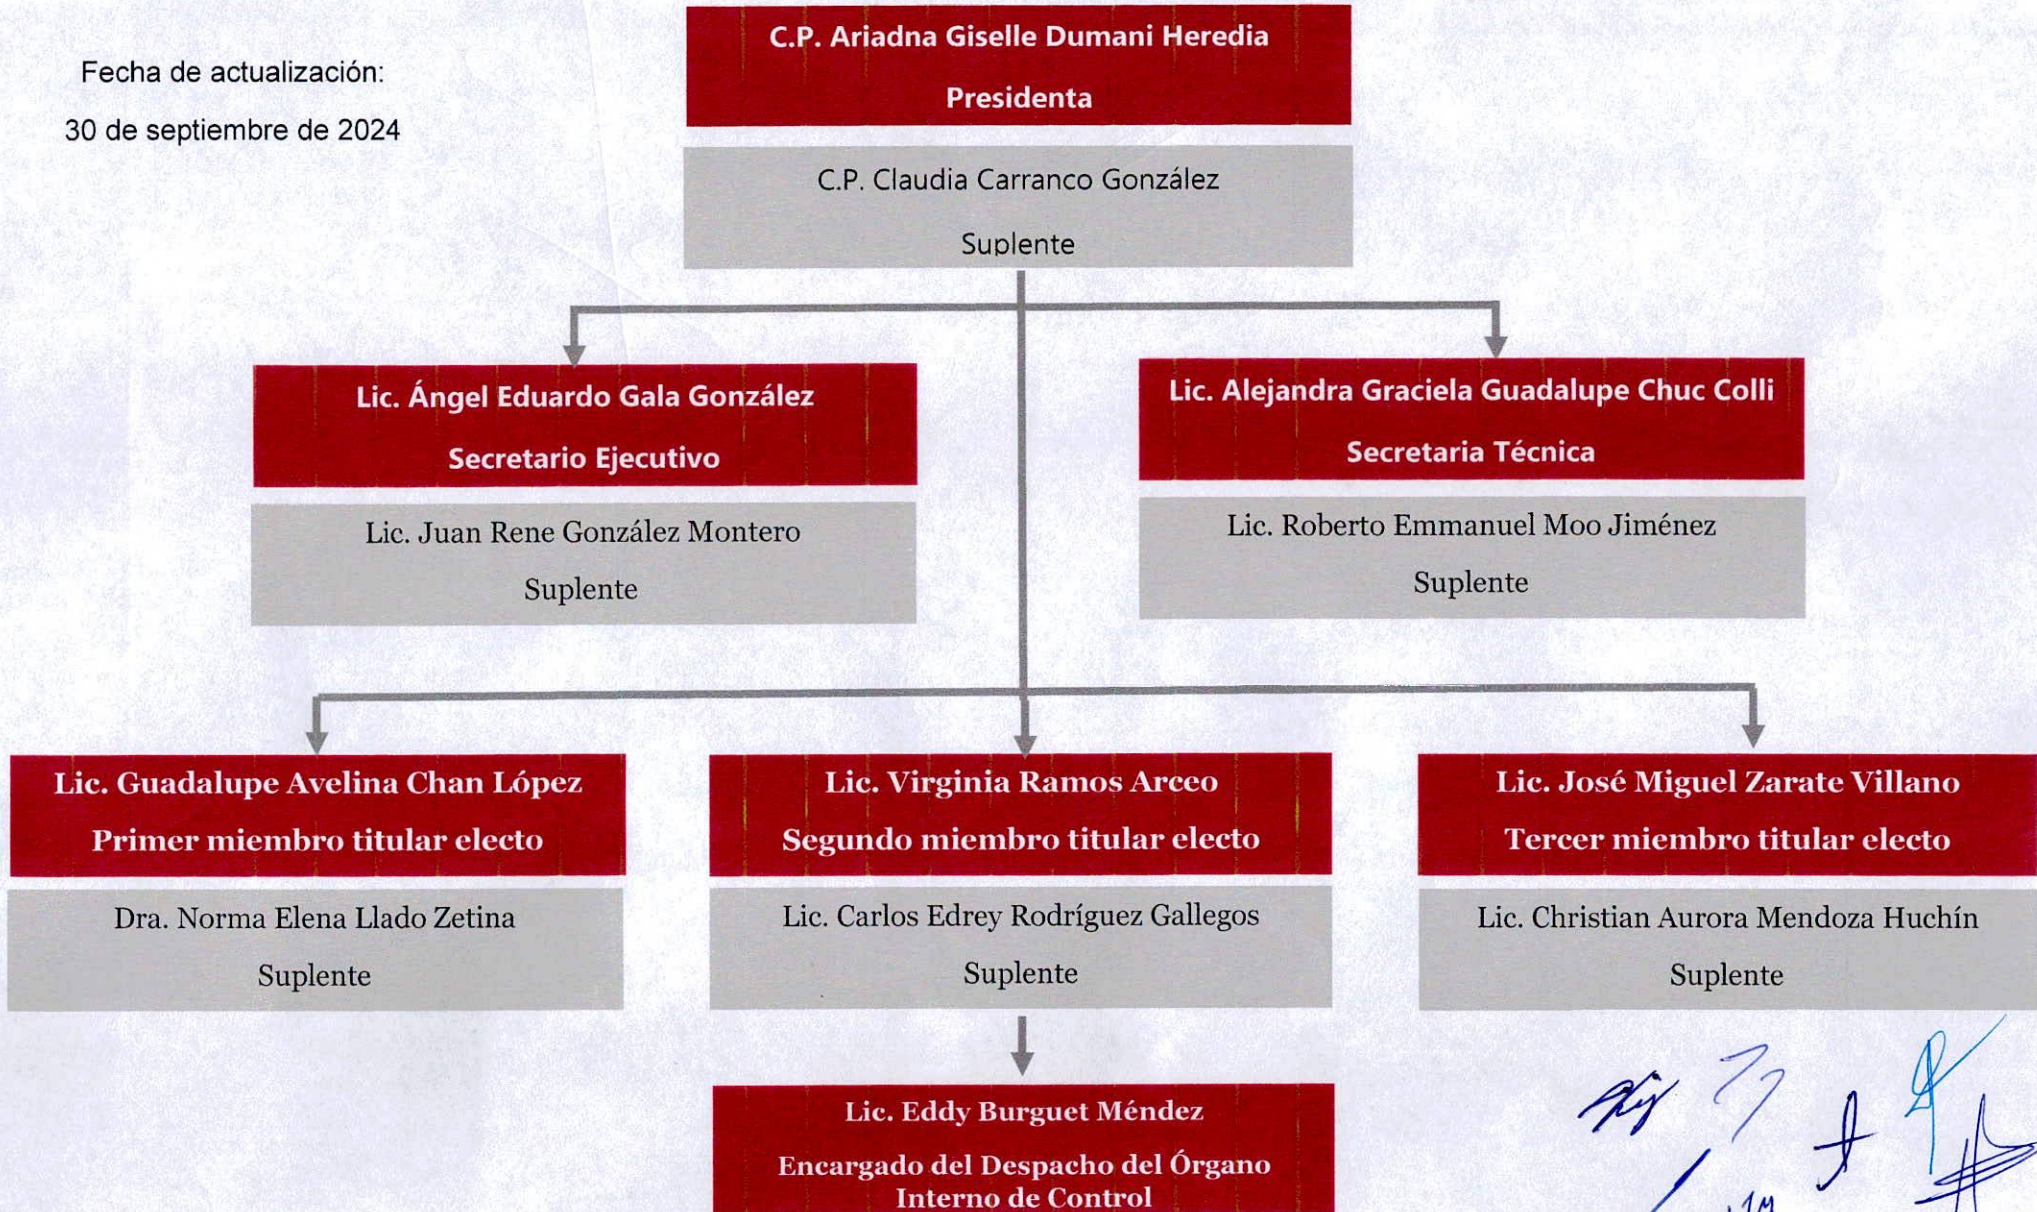 Fecha de actualización:
30 de septiembre de 2024
C.P. Ariadna Giselle Dumani Heredia
Presidenta
C.P. Claudia Carranco González
Suplente
Lic. Ángel Eduardo Gala González
Secretario Ejecutivo
Lic. Juan Rene González Montero
Suplente
Lic. Alejandra Graciela Guadalupe Chuc Colli
Secretaria Técnica
Lic. Roberto Emmanuel Moo Jiménez
Suplente
Lic. Guadalupe Avelina Chan López
Primer miembro titular electo
Dra. Norma Elena Llado Zetina
Suplente
Lic. Virginia Ramos Arceo
Segundo miembro titular electo
Lic. Carlos Edrey Rodríguez Gallegos
Suplente
Lic. José Miguel Zarate Villano
Tercer miembro titular electo
Lic. Christian Aurora Mendoza Huchín
Suplente
Lic. Eddy Burguet Méndez
Encargado del Despacho del Órgano
Interno de Control